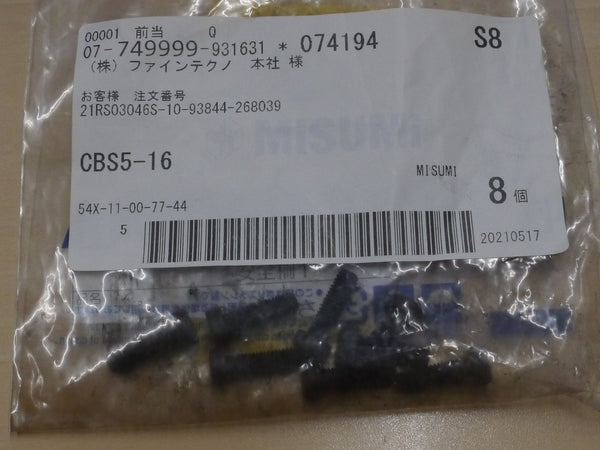 00001 前当 Q
07-749999-931631 * 074194 S8
(株) ファインテクノ 本社 様
お客様 注文番号
21RS03046S-10-93844-268039
MISUMi
CBS5-16
MISUMI
8個
54X-11-00-77-44
5
20210517